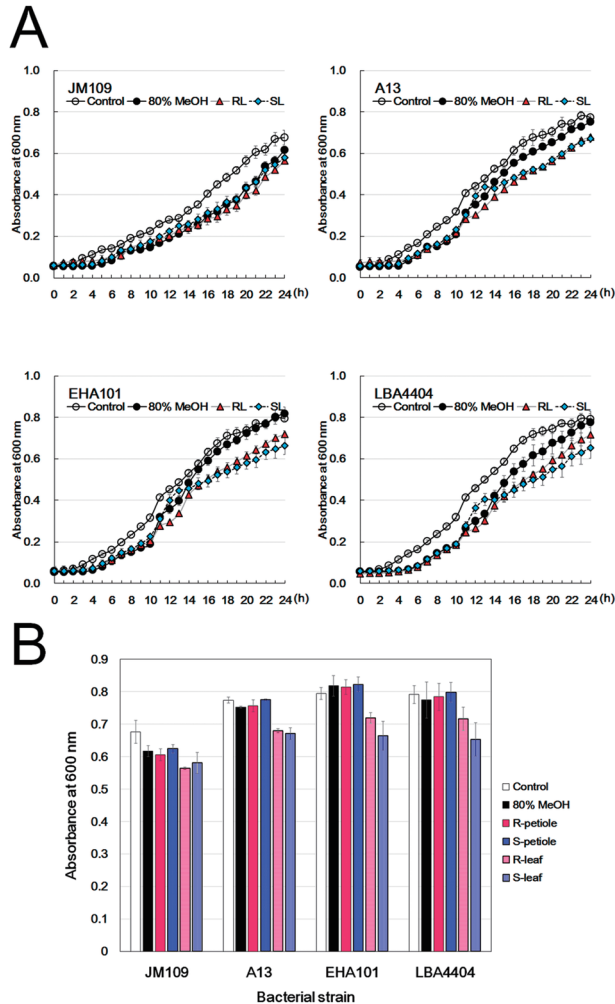 A
JM109
Control 80% MeOH RL SL
Absorbance at 600 nm
1.0
0.8
0.6
0.4
0.2
0.0
0 2 4 6 8 10 12 14 16 18 20 22 24 (h)
A13
Control 80% MeOH RL SL
Absorbance at 600 nm
1.0
0.8
0.6
0.4
0.2
0.0
0 2 4 6 8 10 12 14 16 18 20 22 24 (h)
EHA101
Control 80% MeOH RL SL
Absorbance at 600 nm
1.0
0.8
0.6
0.4
0.2
0.0
0 2 4 6 8 10 12 14 16 18 20 22 24 (h)
LBA4404
Control 80% MeOH RL SL
Absorbance at 600 nm
1.0
0.8
0.6
0.4
0.2
0.0
0 2 4 6 8 10 12 14 16 18 20 22 24 (h)
B
Absorbance at 600 nm
0.9
0.8
0.7
0.6
0.5
0.4
0.3
0.2
0.1
0
Control
80% MeOH
R-petiole
S-petiole
R-leaf
S-leaf
JM109 A13 EHA101 LBA4404
Bacterial strain